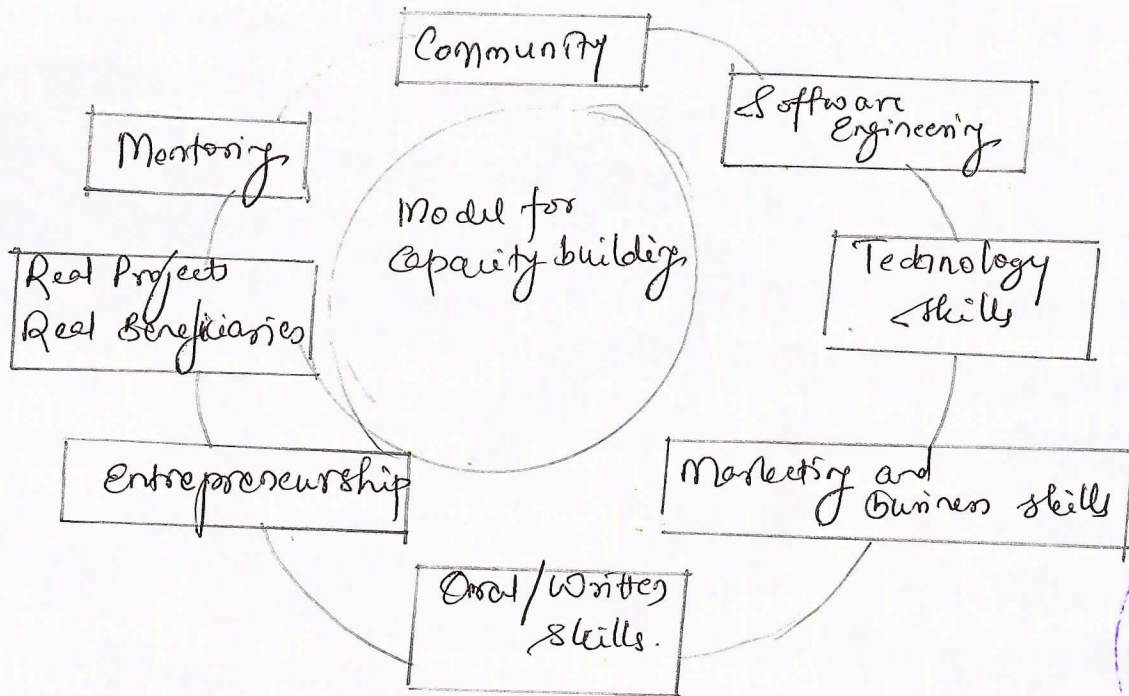 Community
Software
Engineering
Mentoring
Model for
Capacity building
Technology
skills
Real Projects
Real Beneficiaries
Entrepreneurship
Marketing and
Business skills
Oral/Written
skills.